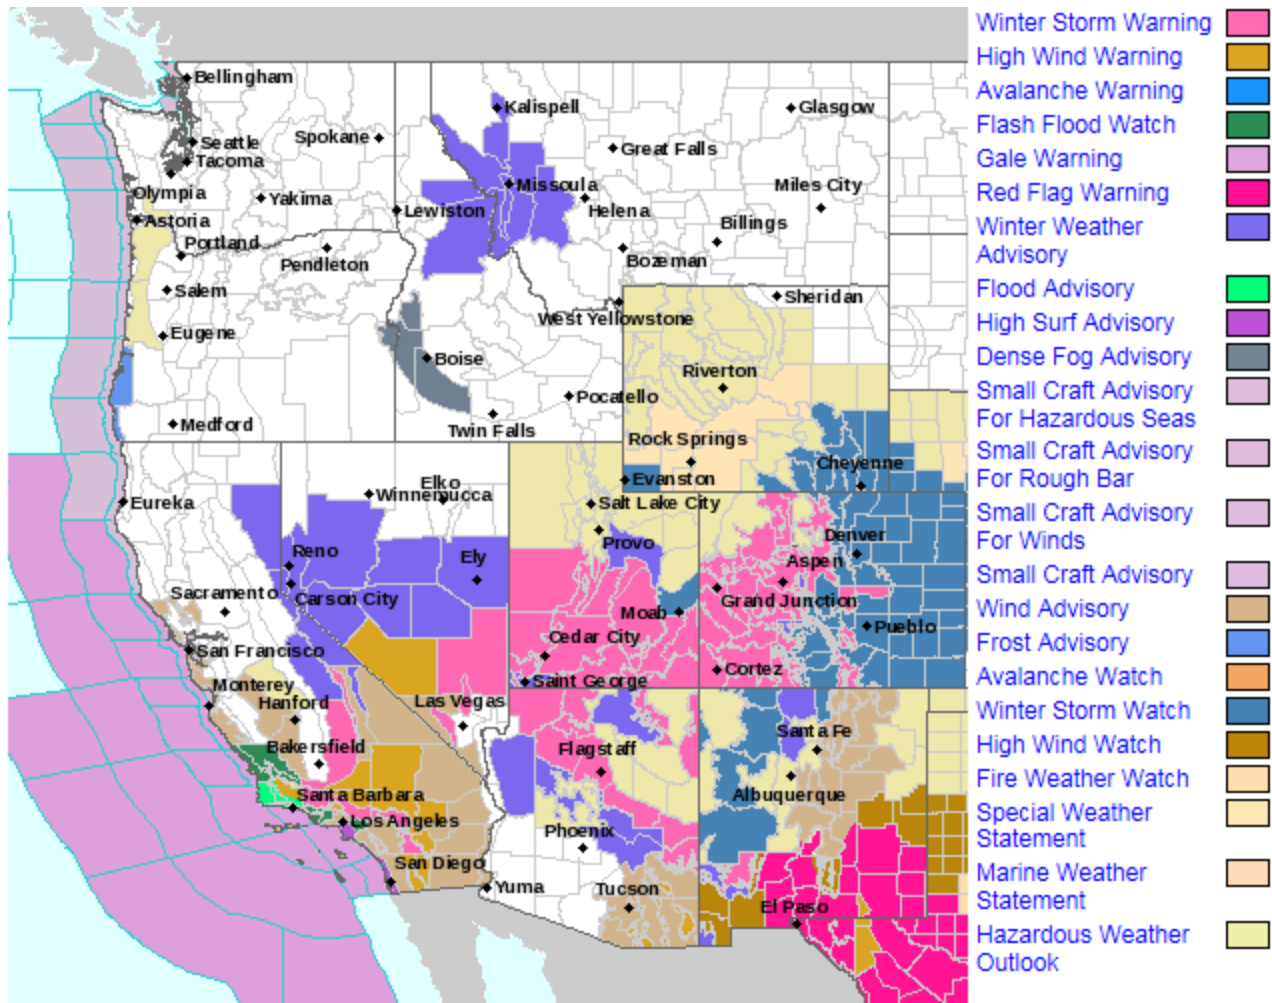 Bellingham
Seattle
Tacoma
Olympia
Spokane
Yakima
Astoria
Portland
Pendleton
Salem
Eugene
Medford
Kalispell
Glasgow
Great Falls
Missoula
Helena
Miles City
Lewiston
Billings
Bozeman
West Yellowstone
Sheridan
Boise
Pocatello
Twin Falls
Riverton
Rock Springs
Evanston
Cheyenne
Eureka
Elko
Winnemucca
Salt Lake City
Provo
Reno
Ely
Carson City
Sacramento
San Francisco
Denver
Aspen
Grand Junction
Moab
Pueblo
Cedar City
Cortez
Saint George
Monterey
Hanford
Las Vegas
Bakersfield
Flagstaff
Santa Fe
Albuquerque
Santa Barbara
Los Angeles
Phoenix
San Diego
Yuma
Tucson
El Paso
Winter Storm Warning
High Wind Warning
Avalanche Warning
Flash Flood Watch
Gale Warning
Red Flag Warning
Winter Weather
Advisory
Flood Advisory
High Surf Advisory
Dense Fog Advisory
Small Craft Advisory
For Hazardous Seas
Small Craft Advisory
For Rough Bar
Small Craft Advisory
For Winds
Small Craft Advisory
Wind Advisory
Frost Advisory
Avalanche Watch
Winter Storm Watch
High Wind Watch
Fire Weather Watch
Special Weather
Statement
Marine Weather
Statement
Hazardous Weather
Outlook